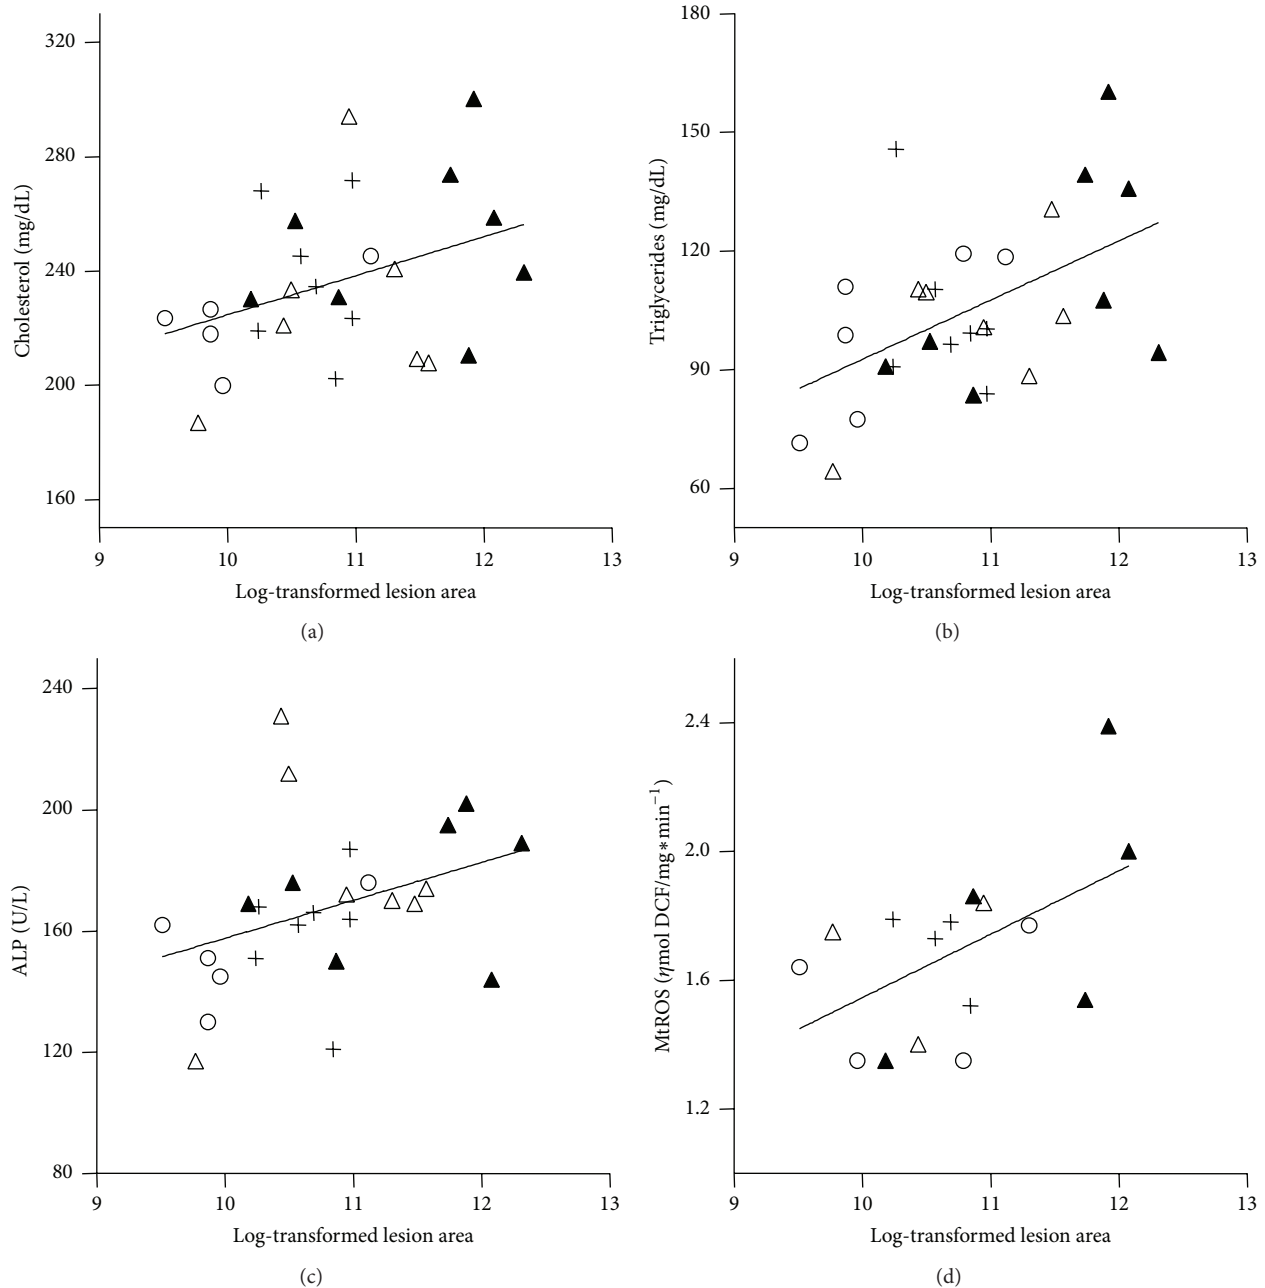 320
280
240
200
160
Cholesterol (mg/dL)
9 10 11 12 13
Log-transformed lesion area
(a)
180
150
120
90
60
Triglycerides (mg/dL)
9 10 11 12 13
Log-transformed lesion area
(b)
240
200
160
120
80
ALP (U/L)
9 10 11 12 13
Log-transformed lesion area
(c)
2.4
2.0
1.6
1.2
MtROS (ηmol DCF/mg∗min⁻¹)
9 10 11 12 13
Log-transformed lesion area
(d)